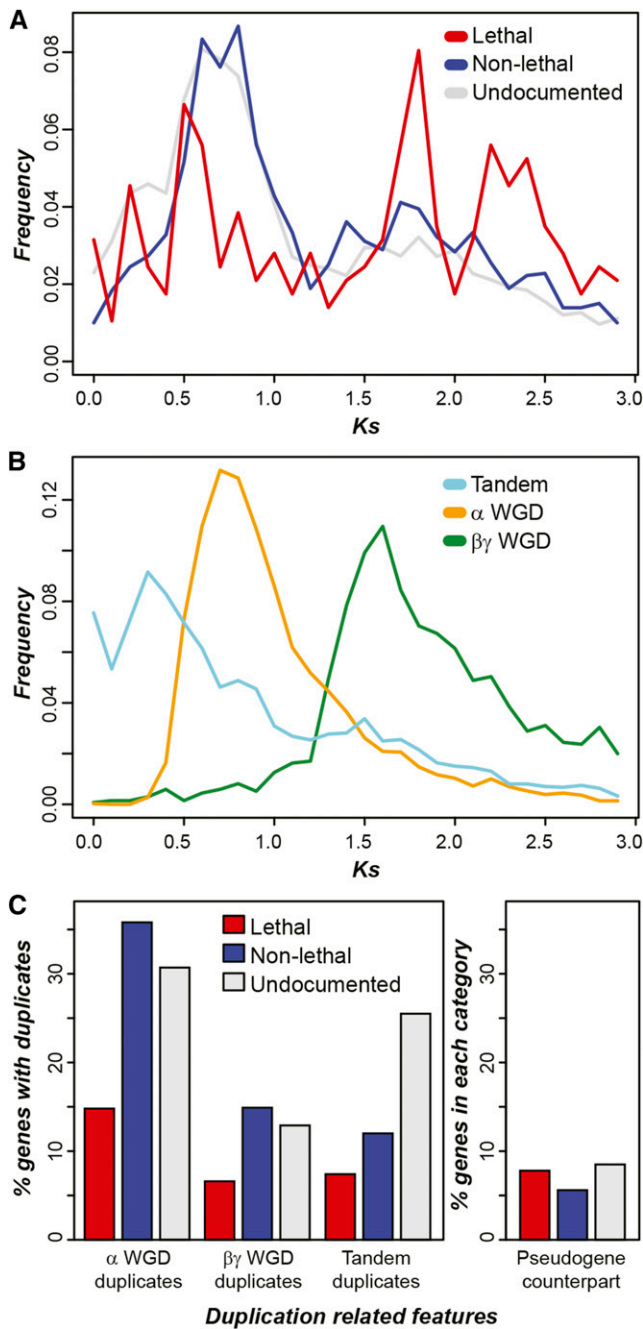 A
Frequency
0.00
0.02
0.04
0.06
0.08
Lethal
Non-lethal
Undocumented
0.0
0.5
1.0
1.5
2.0
2.5
3.0
Ks
B
Frequency
0.00
0.04
0.08
0.12
Tandem
α WGD
βγ WGD
0.0
0.5
1.0
1.5
2.0
2.5
3.0
Ks
C
% genes with duplicates
0
10
20
30
Lethal
Non-lethal
Undocumented
α WGD
duplicates
βγ WGD
duplicates
Tandem
duplicates
% genes in each category
0
10
20
30
Pseudogene
counterpart
Duplication related features